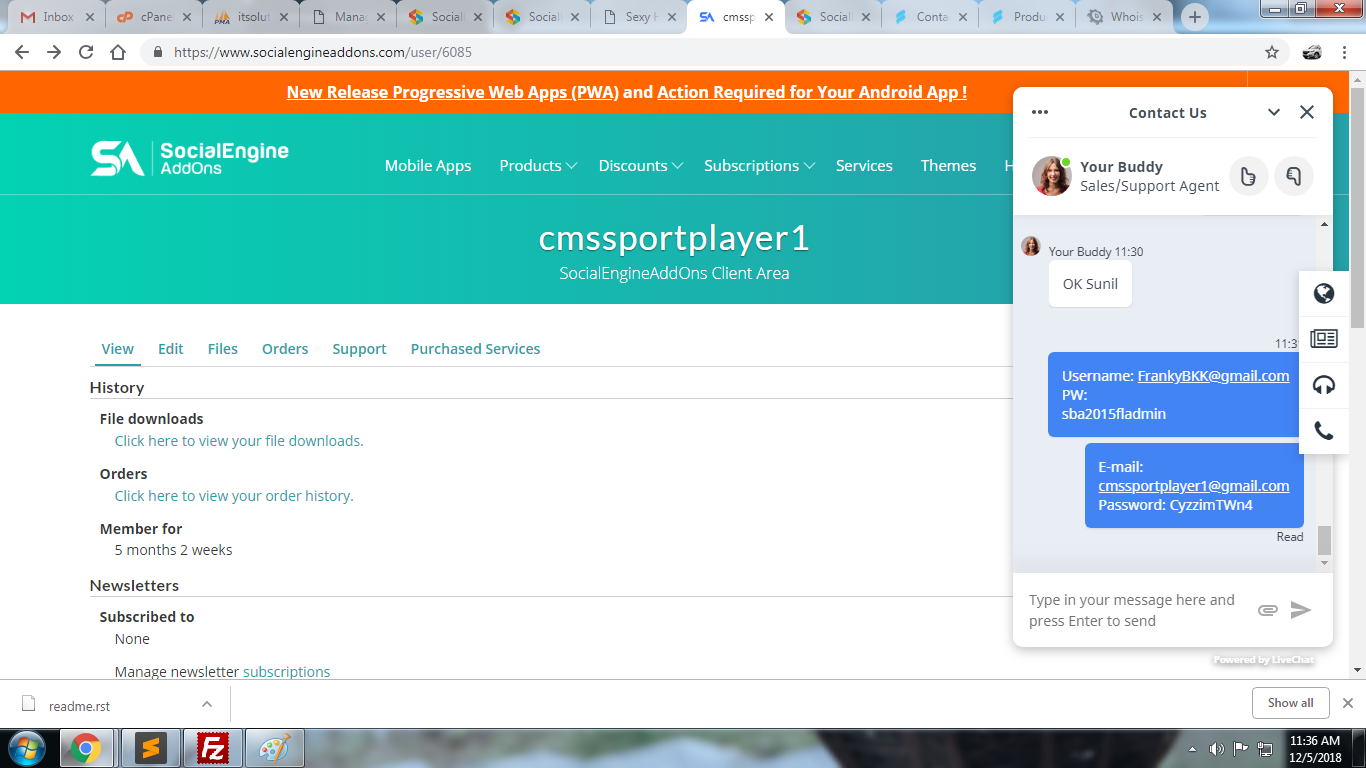 Inbox
cPanel
itsolut
Manag
Sociall
Sociall
Sexy H
cmssp
Sociall
Conta
Produ
Whois
https://www.socialengineaddons.com/user/6085
New Release Progressive Web Apps (PWA) and Action Required for Your Android App !
SA SocialEngine
AddOns
Mobile Apps
Products
Discounts
Subscriptions
Services
Themes
H
cmssportplayer1
SocialEngineAddOns Client Area
View
Edit
Files
Orders
Support
Purchased Services
History
File downloads
Click here to view your file downloads.
Orders
Click here to view your order history.
Member for
5 months 2 weeks
Newsletters
Subscribed to
None
Manage newsletter subscriptions
Contact Us
Your Buddy
Sales/Support Agent
Your Buddy 11:30
OK Sunil
11:3
Username: FrankyBKK@gmail.com
PW:
sba2015fladmin
E-mail:
cmssportplayer1@gmail.com
Password: CyzzimTWn4
Read
Type in your message here and
press Enter to send
Powered by LiveChat
readme.rst
Show all
11:36 AM
12/5/2018